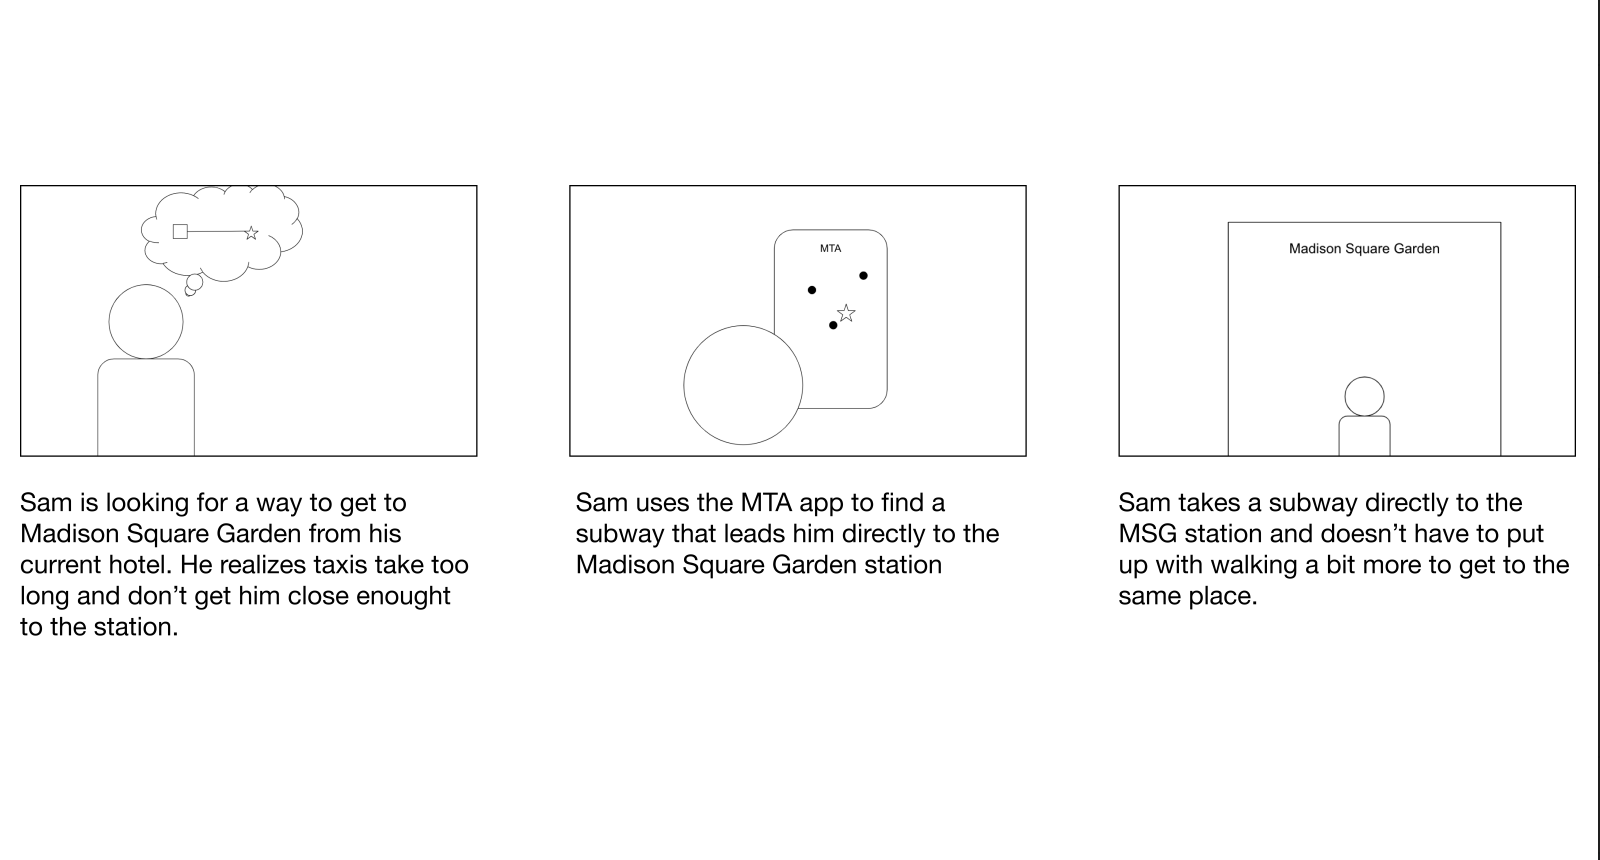 MTA
Madison Square Garden
Sam is looking for a way to get to
Madison Square Garden from his
current hotel. He realizes taxis take too
long and don’t get him close enought
to the station.
Sam uses the MTA app to find a
subway that leads him directly to the
Madison Square Garden station
Sam takes a subway directly to the
MSG station and doesn’t have to put
up with walking a bit more to get to the
same place.